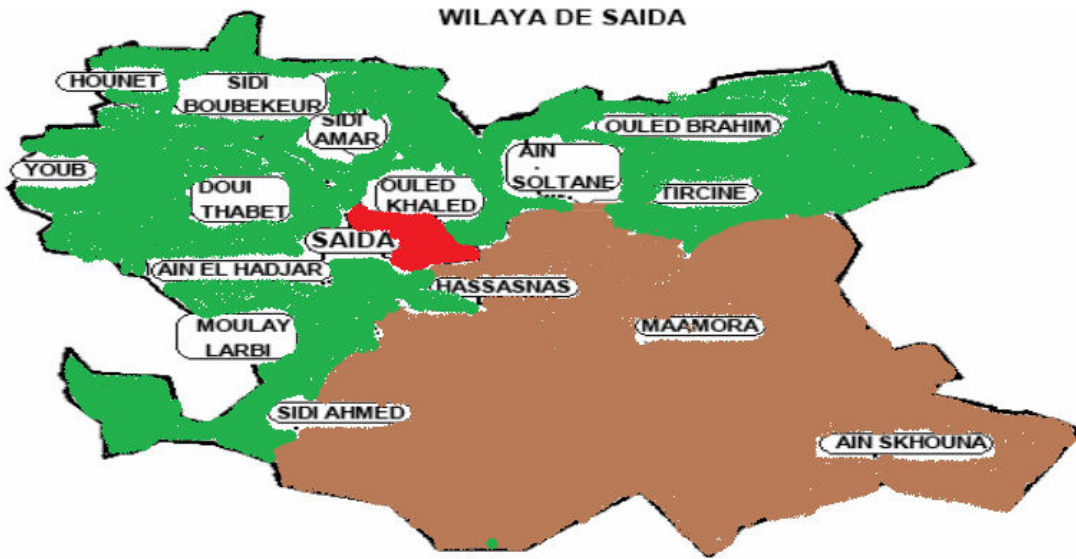 WILAYA DE SAIDA
HOUNET
SIDI
BOUBEKEUR
SIDI
AMAR
OULED BRAHIM
YOUB
AIN
SOLTANE
DOUI
THABET
OULED
KHALED
TIRCINE
SAIDA
AIN EL HADJAR
HASSASNAS
MOULAY
LARBI
MAAMORA
SIDI AHMED
AIN SKHOUNA